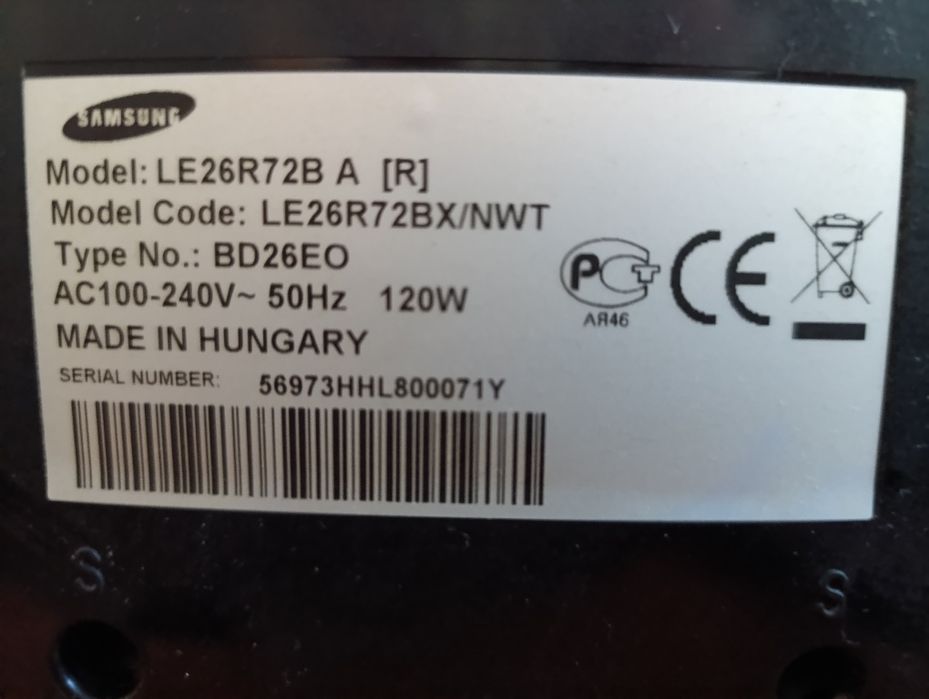 SAMSUNG
Model: LE26R72B A [R]
Model Code: LE26R72BX/NWT
Type No.: BD26EO
AC100-240V~ 50Hz 120W
MADE IN HUNGARY
SERIAL NUMBER: 56973HHL800071Y
PCT
АЯ46
CE
S
S